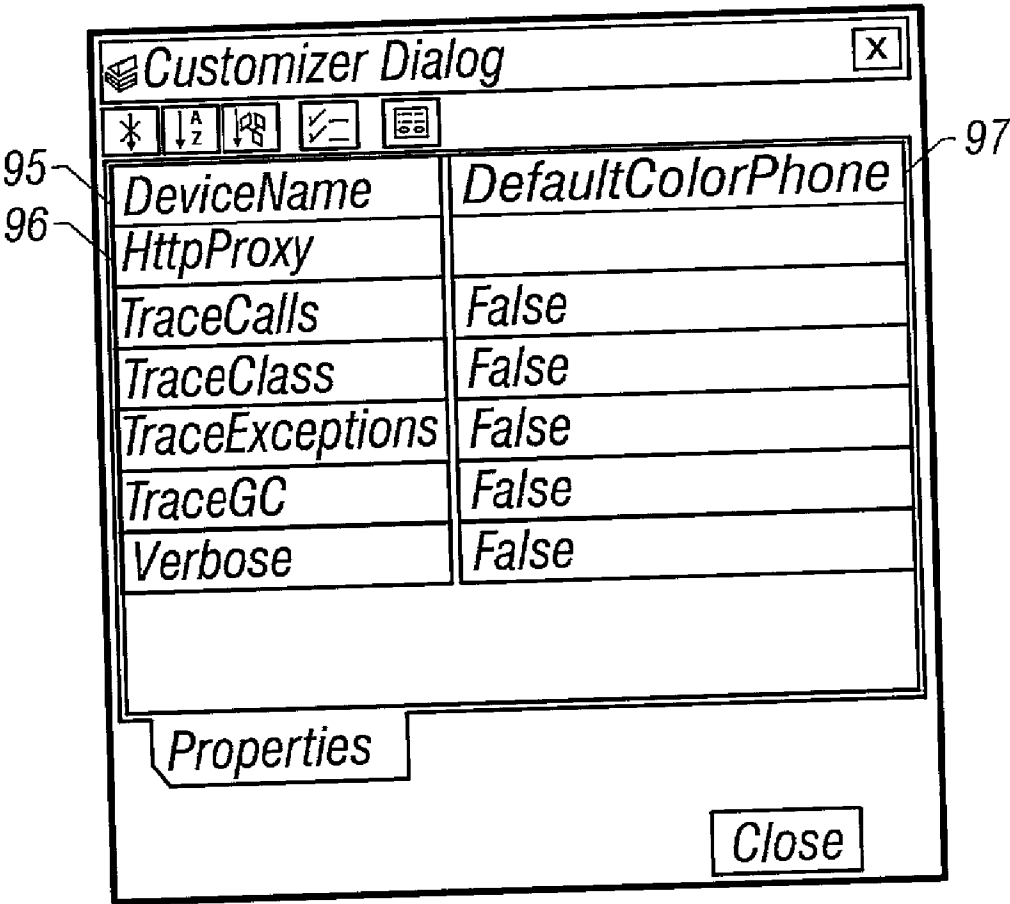 Customizer Dialog X
A
Z
95 DeviceName DefaultColorPhone 97
96 HttpProxy
TraceCalls False
TraceClass False
TraceExceptions False
TraceGC False
Verbose False
Properties
Close